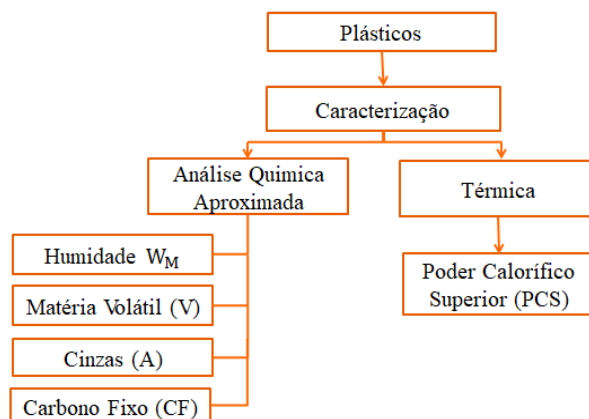 Plásticos
Caracterização
Análise Quimica
Aproximada
Térmica
Humidade W_M
Matéria Volátil (V)
Cinzas (A)
Carbono Fixo (CF)
Poder Calorífico
Superior (PCS)